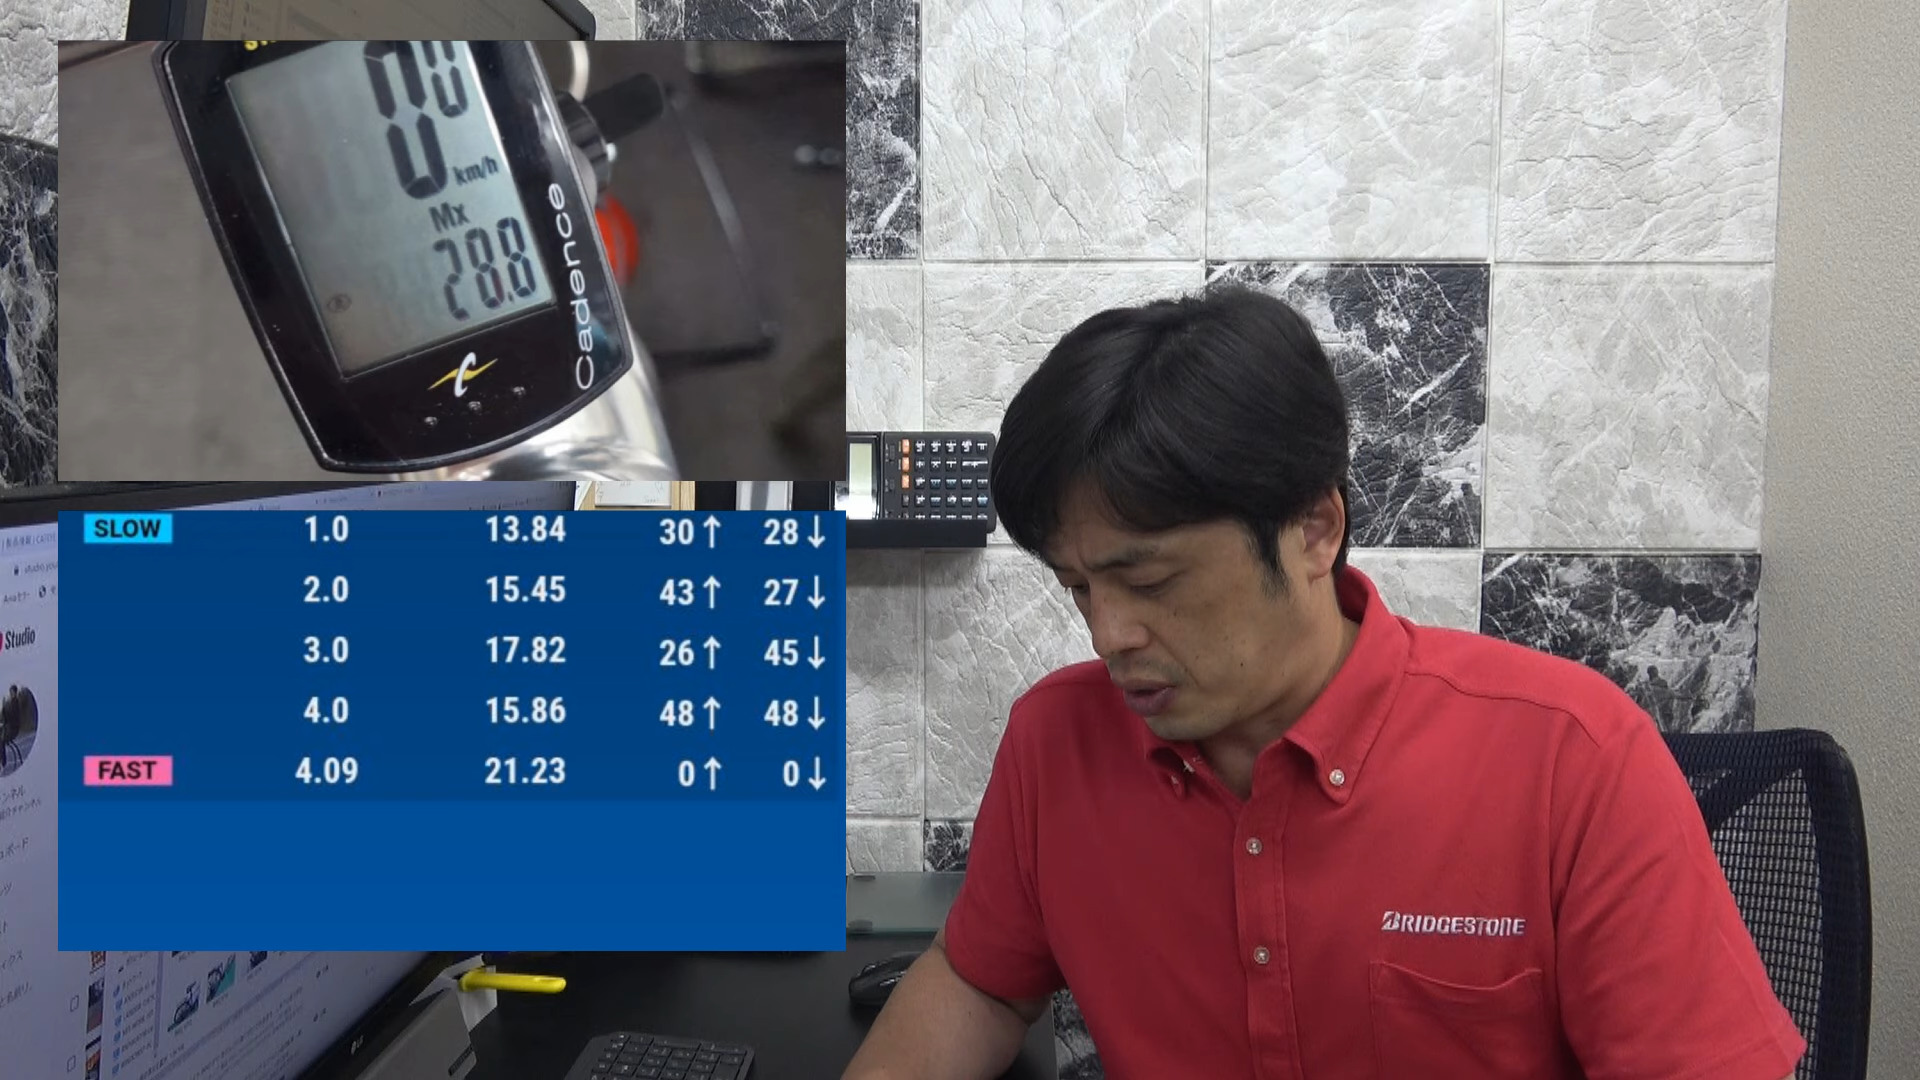 0.0
km/h
Mx
28.8
Cadence
SLOW 1.0 13.84 30↑ 28↓
2.0 15.45 43↑ 27↓
3.0 17.82 26↑ 45↓
4.0 15.86 48↑ 48↓
FAST 4.09 21.23 0↑ 0↓
Studio
BRIDGESTONE